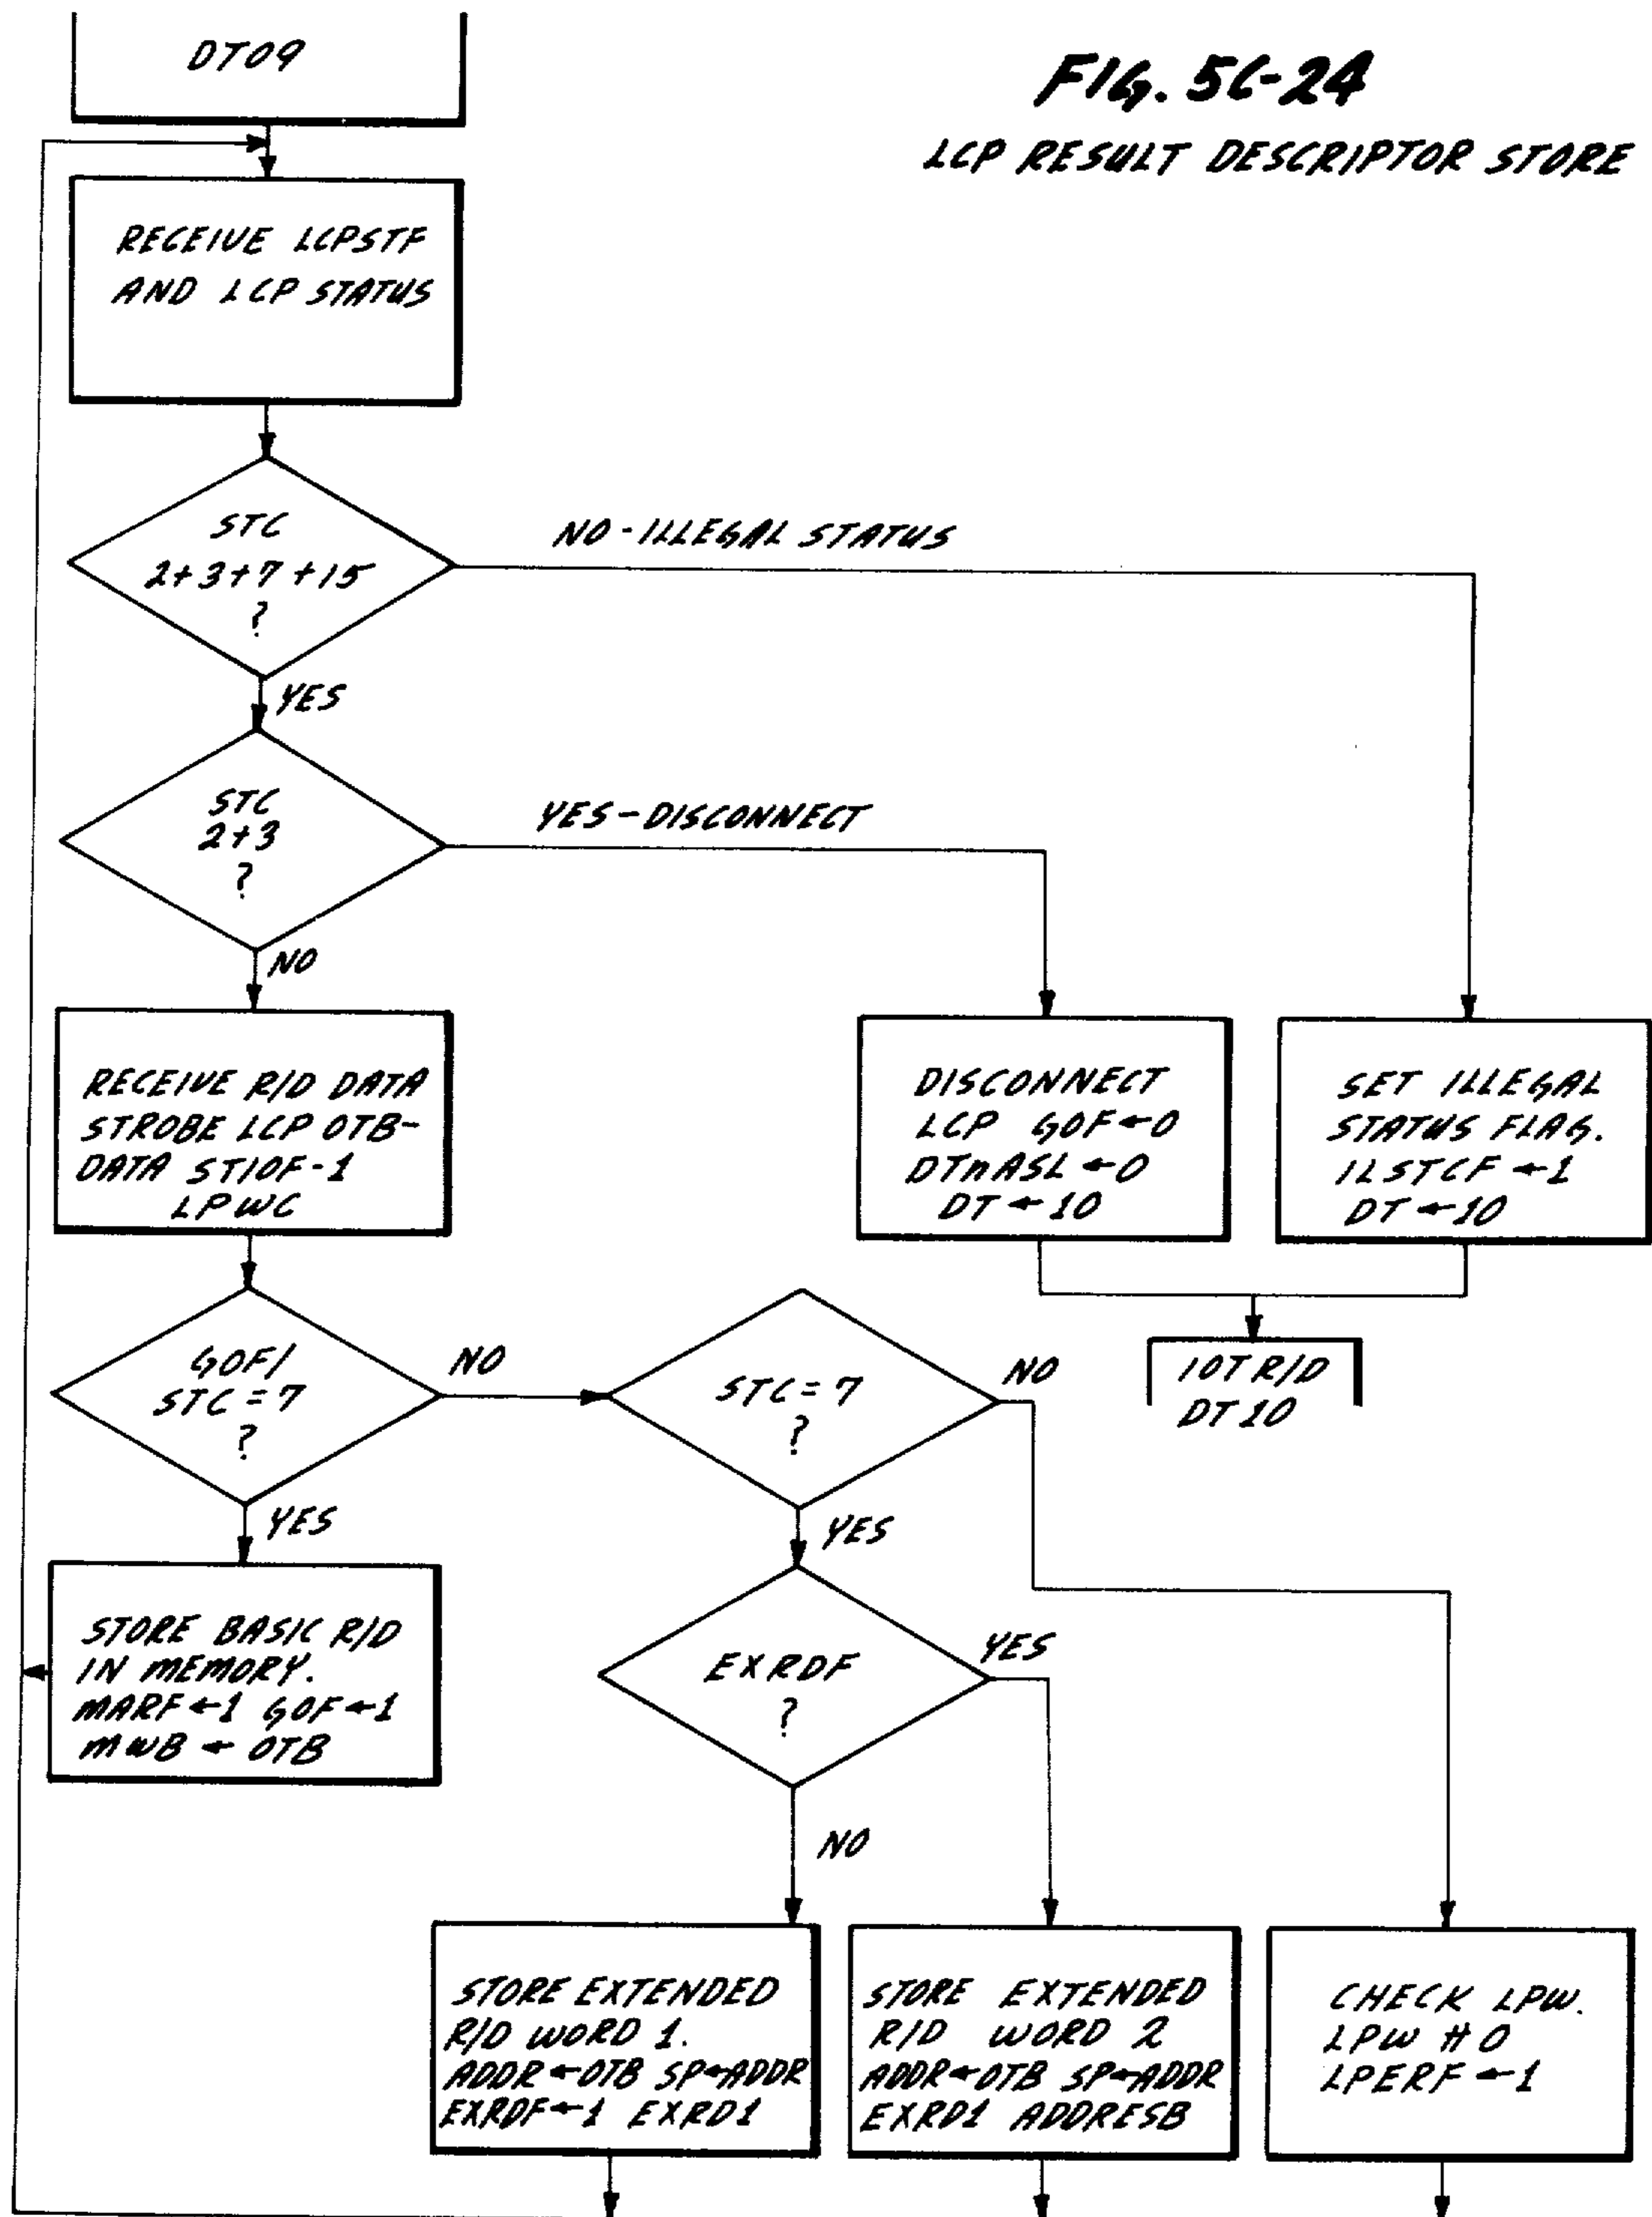 DT09
FIG. 5C-24
LCP RESULT DESCRIPTOR STORE
RECEIVE LCPSTF
AND LCP STATUS
STC
2+3+7+15
?
NO-ILLEGAL STATUS
YES
STC
2+3
?
YES-DISCONNECT
NO
RECEIVE R/D DATA
STROBE LCP OTB-
DATA STIOF-1
LPWC
DISCONNECT
LCP GOF←0
DTnASL←0
DT←10
SET ILLEGAL
STATUS FLAG.
ILSTCF←1
DT←10
GOF/
STC=7
?
NO
STC=7
?
NO
IOT R/D
DT10
YES
YES
STORE BASIC R/D
IN MEMORY.
MARF←1 GOF←1
MWB←OTB
EXRDF
?
YES
NO
STORE EXTENDED
R/D WORD 1.
ADDR←OTB SP←ADDR
EXRDF←1 EXRD1
STORE EXTENDED
R/D WORD 2
ADDR←OTB SP←ADDR
EXRD1 ADDRESB
CHECK LPW.
LPW #0
LPERF←1